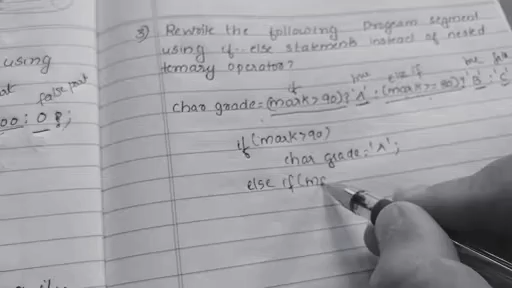 using
at
false part
00 : 0 ;
3) Rewrite the following Program segment
using if-else statements instead of nested
ternary operator?
if true else if true
char grade = (mark > 90) ? 'A' : (mark > 80) ? 'B' : 'C'
if (mark > 90)
char grade = 'A' ;
else if (m